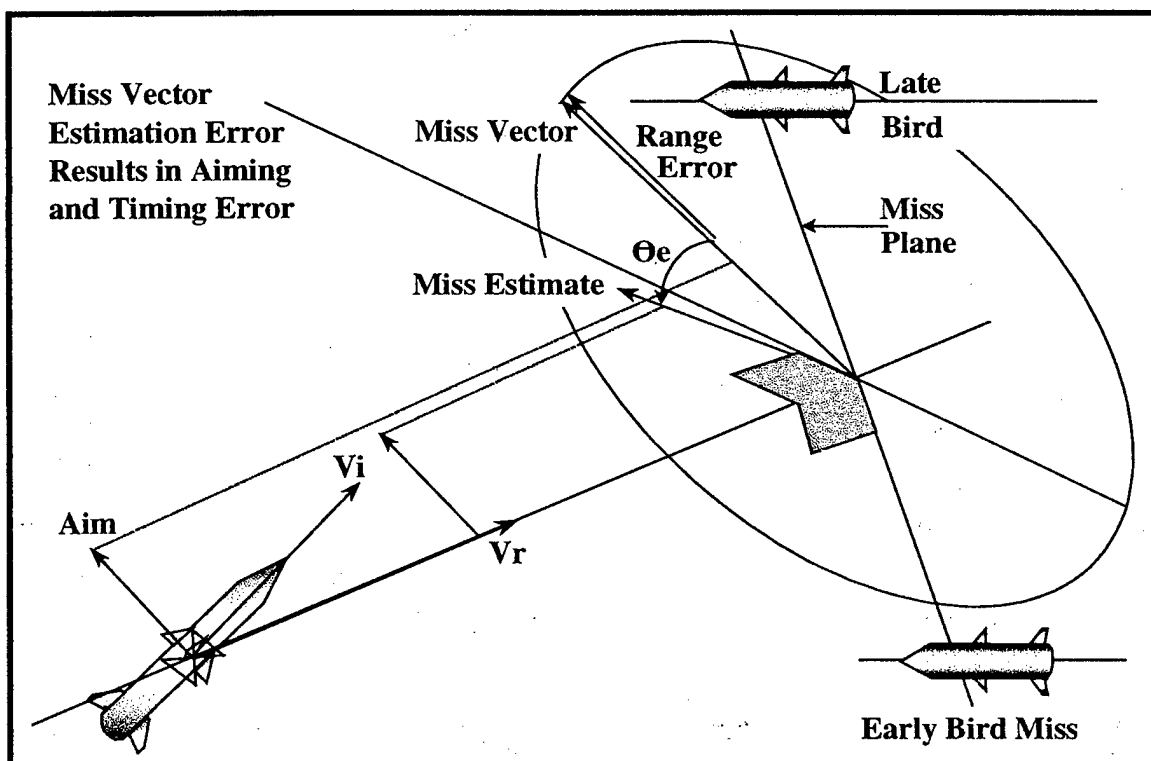 Miss Vector
Estimation Error
Results in Aiming
and Timing Error
Miss Vector
Range
Error
Late
Bird
Miss
Plane
Θe
Miss Estimate
Vi
Aim
Vr
Early Bird Miss